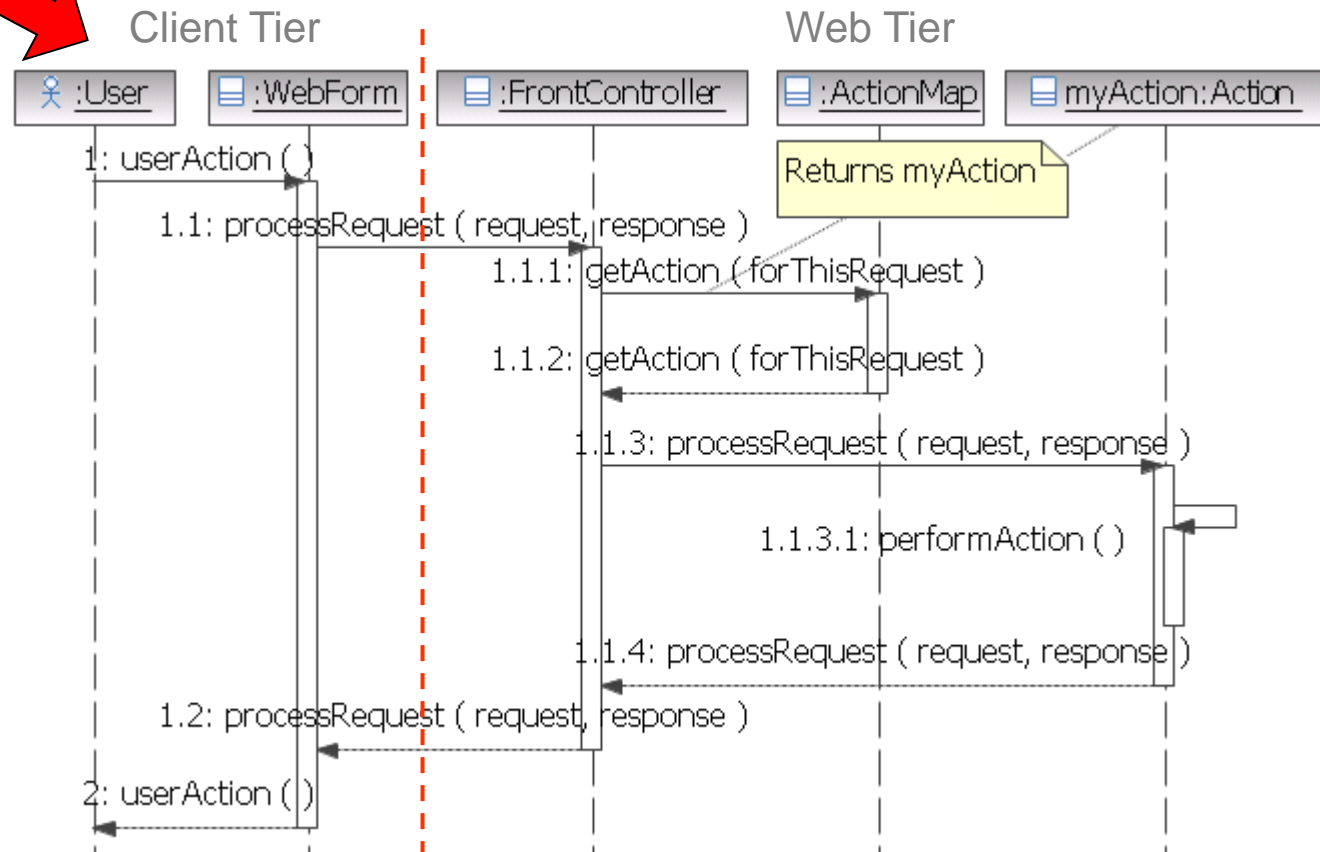 Client Tier
Web Tier
:User
:WebForm
:FrontController
:ActionMap
myAction:Action
1: userAction ( )
Returns myAction
1.1: processRequest ( request, response )
1.1.1: getAction ( forThisRequest )
1.1.2: getAction ( forThisRequest )
1.1.3: processRequest ( request, response )
1.1.3.1: performAction ( )
1.1.4: processRequest ( request, response )
1.2: processRequest ( request, response )
2: userAction ( )